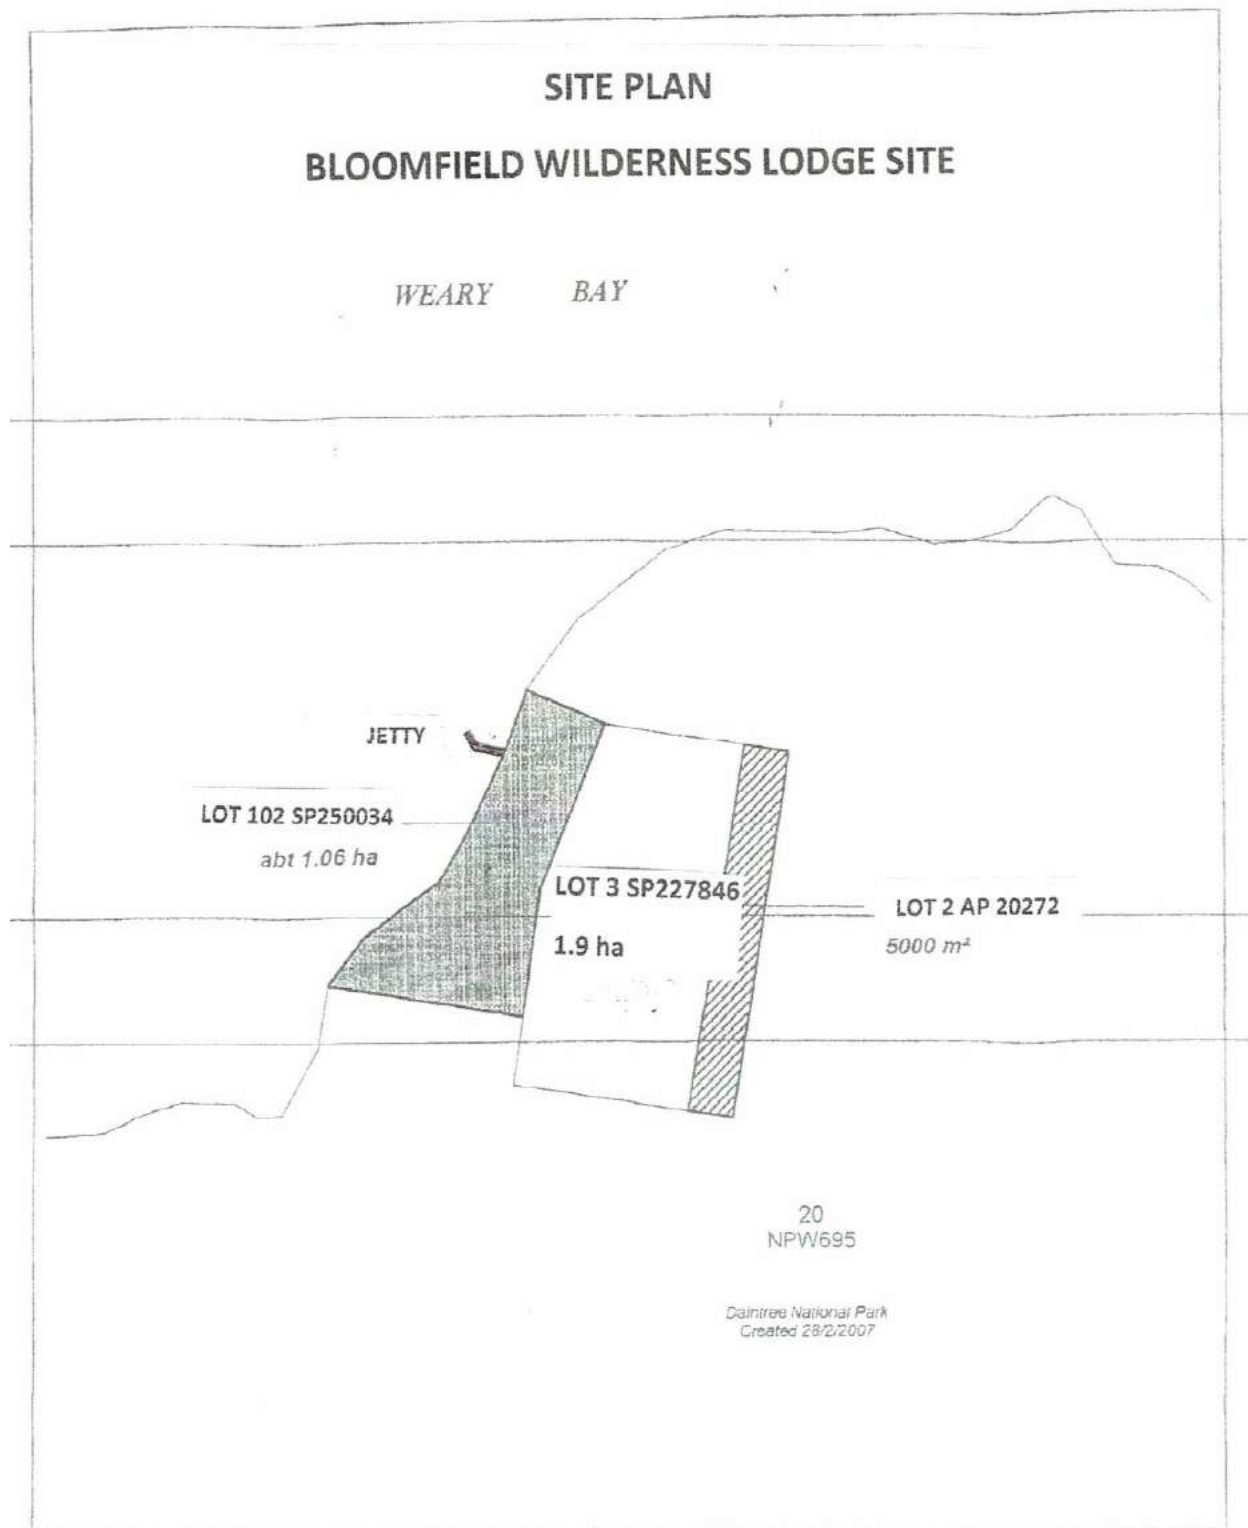 SITE PLAN
BLOOMFIELD WILDERNESS LODGE SITE
WEARY BAY
JETTY
LOT 102 SP250034
abt 1.06 ha
LOT 3 SP227846
1.9 ha
LOT 2 AP 20272
5000 m²
20
NPW695
Daintree National Park
Created 28/2/2007